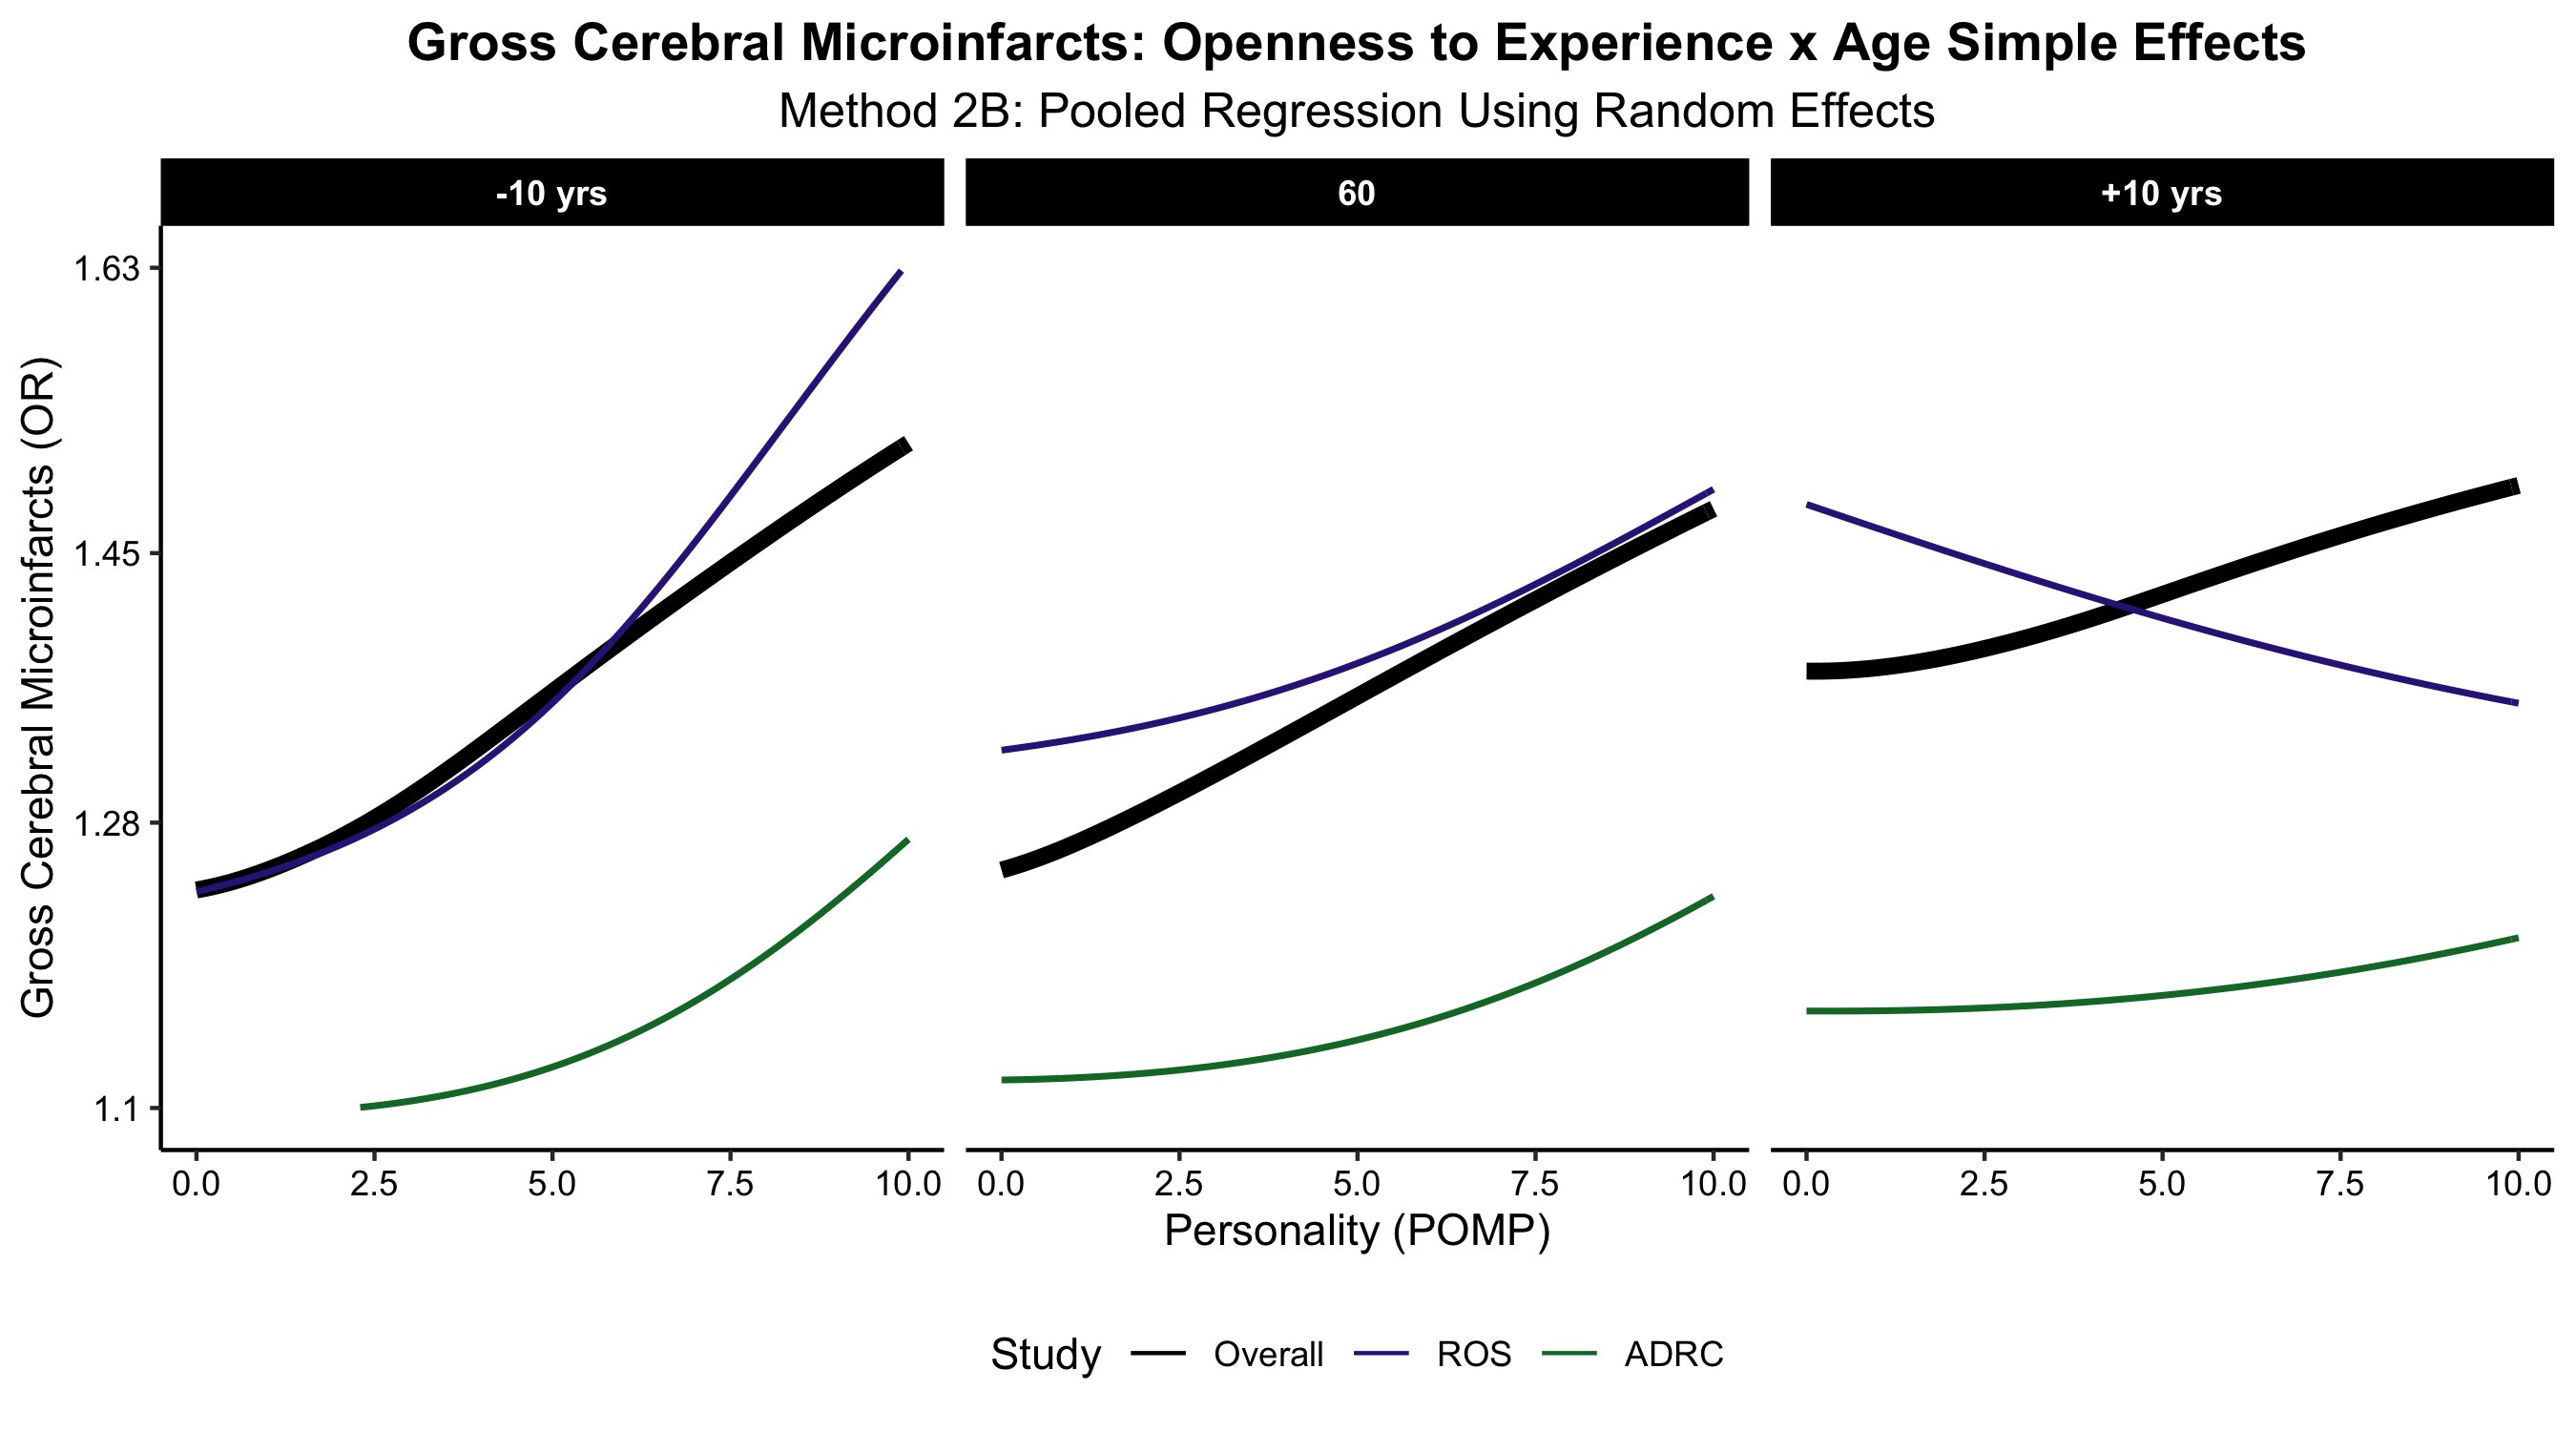 Gross Cerebral Microinfarcts: Openness to Experience x Age Simple Effects
Method 2B: Pooled Regression Using Random Effects
-10 yrs 60 +10 yrs
Gross Cerebral Microinfarcts (OR)
1.63
1.45
1.28
1.1
0.0 2.5 5.0 7.5 10.0 0.0 2.5 5.0 7.5 10.0 0.0 2.5 5.0 7.5 10.0
Personality (POMP)
Study Overall ROS ADRC